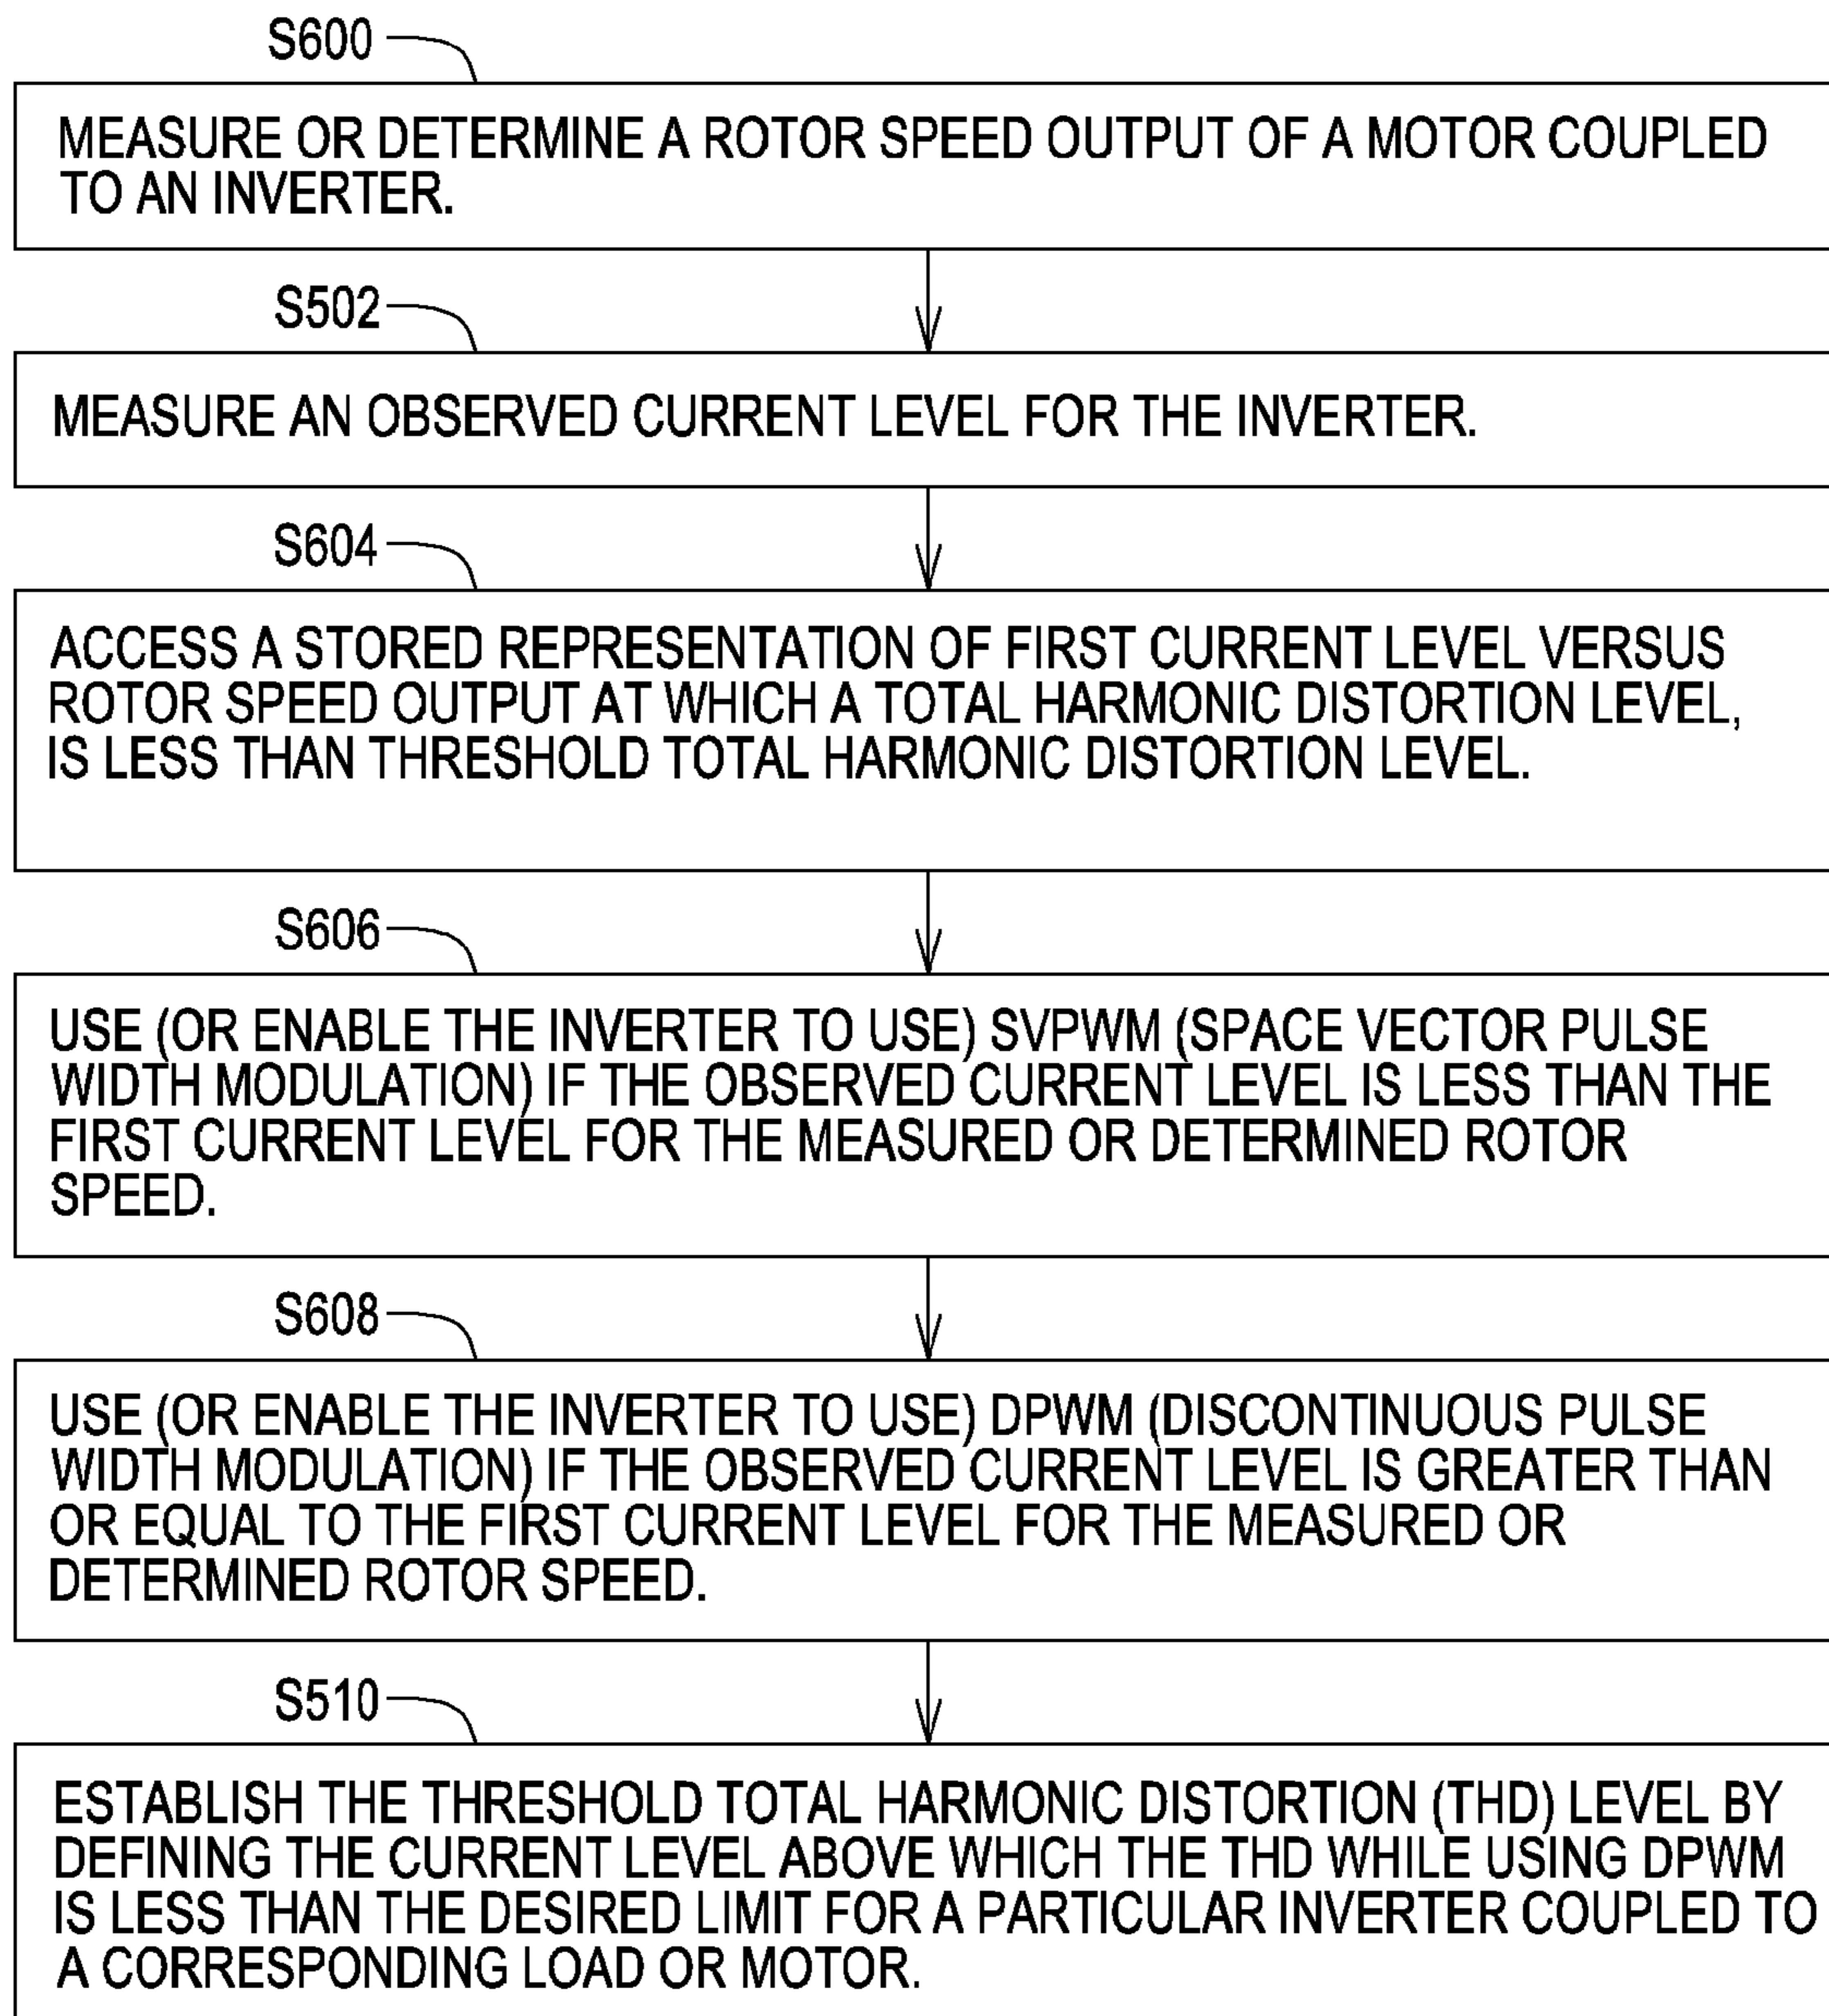 S600
MEASURE OR DETERMINE A ROTOR SPEED OUTPUT OF A MOTOR COUPLED
TO AN INVERTER.
S502
MEASURE AN OBSERVED CURRENT LEVEL FOR THE INVERTER.
S604
ACCESS A STORED REPRESENTATION OF FIRST CURRENT LEVEL VERSUS
ROTOR SPEED OUTPUT AT WHICH A TOTAL HARMONIC DISTORTION LEVEL,
IS LESS THAN THRESHOLD TOTAL HARMONIC DISTORTION LEVEL.
S606
USE (OR ENABLE THE INVERTER TO USE) SVPWM (SPACE VECTOR PULSE
WIDTH MODULATION) IF THE OBSERVED CURRENT LEVEL IS LESS THAN THE
FIRST CURRENT LEVEL FOR THE MEASURED OR DETERMINED ROTOR
SPEED.
S608
USE (OR ENABLE THE INVERTER TO USE) DPWM (DISCONTINUOUS PULSE
WIDTH MODULATION) IF THE OBSERVED CURRENT LEVEL IS GREATER THAN
OR EQUAL TO THE FIRST CURRENT LEVEL FOR THE MEASURED OR
DETERMINED ROTOR SPEED.
S510
ESTABLISH THE THRESHOLD TOTAL HARMONIC DISTORTION (THD) LEVEL BY
DEFINING THE CURRENT LEVEL ABOVE WHICH THE THD WHILE USING DPWM
IS LESS THAN THE DESIRED LIMIT FOR A PARTICULAR INVERTER COUPLED TO
A CORRESPONDING LOAD OR MOTOR.